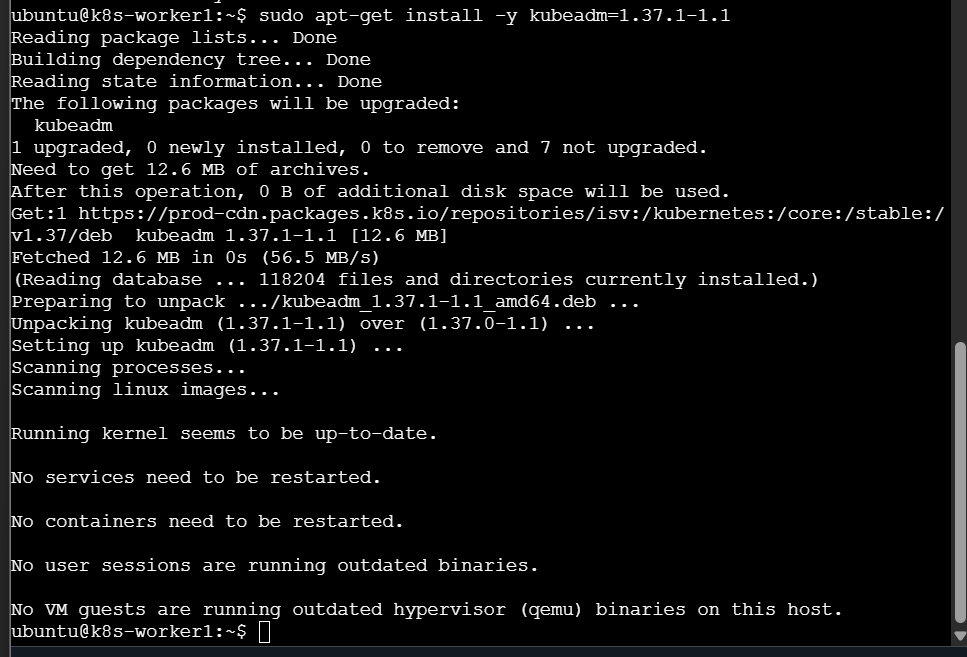 ubuntu@k8s-worker1:~$ sudo apt-get install -y kubeadm=1.37.1-1.1
Reading package lists... Done
Building dependency tree... Done
Reading state information... Done
The following packages will be upgraded:
  kubeadm
1 upgraded, 0 newly installed, 0 to remove and 7 not upgraded.
Need to get 12.6 MB of archives.
After this operation, 0 B of additional disk space will be used.
Get:1 https://prod-cdn.packages.k8s.io/repositories/isv:/kubernetes:/core:/stable:/
v1.37/deb  kubeadm 1.37.1-1.1 [12.6 MB]
Fetched 12.6 MB in 0s (56.5 MB/s)
(Reading database ... 118204 files and directories currently installed.)
Preparing to unpack .../kubeadm_1.37.1-1.1_amd64.deb ...
Unpacking kubeadm (1.37.1-1.1) over (1.37.0-1.1) ...
Setting up kubeadm (1.37.1-1.1) ...
Scanning processes...
Scanning linux images...

Running kernel seems to be up-to-date.

No services need to be restarted.

No containers need to be restarted.

No user sessions are running outdated binaries.

No VM guests are running outdated hypervisor (qemu) binaries on this host.
ubuntu@k8s-worker1:~$